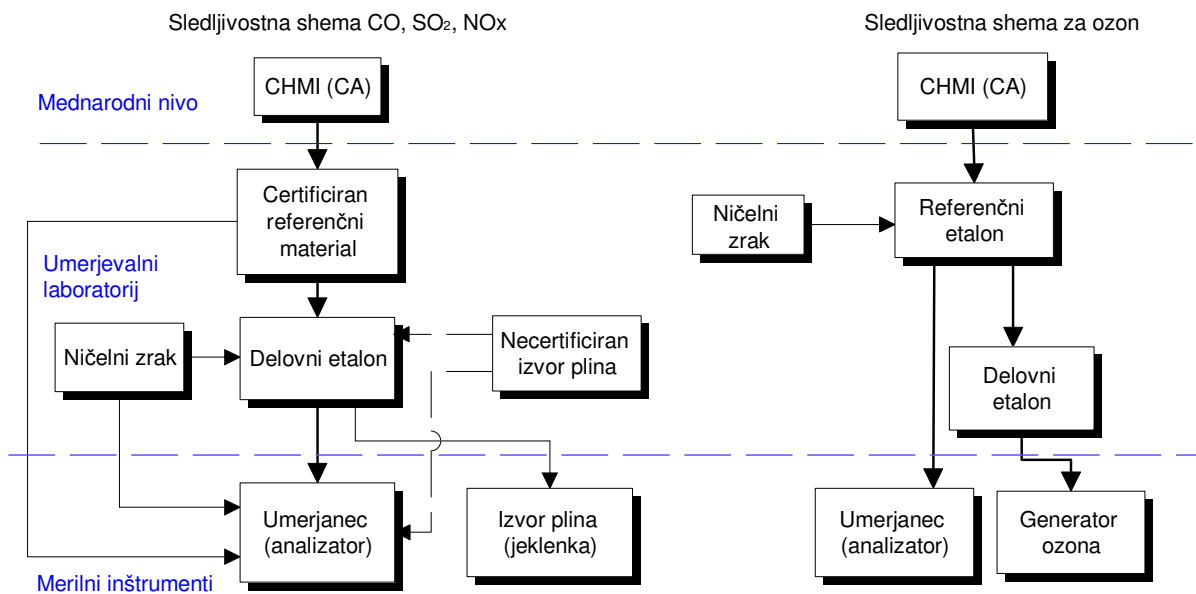 Sledljivostna shema CO, SO₂, NOx
CHMI (CA)
Mednarodni nivo
Certificiran
referenčni
material
Umerjevalni
laboratorij
Ničelni zrak
Delovni etalon
Necertificiran
izvor plina
Umerjanec
(analizator)
Izvor plina
(jeklenka)
Merilni inštrumenti
Sledljivostna shema za ozon
CHMI (CA)
Ničelni
zrak
Referenčni
etalon
Delovni
etalon
Umerjanec
(analizator)
Generator
ozona